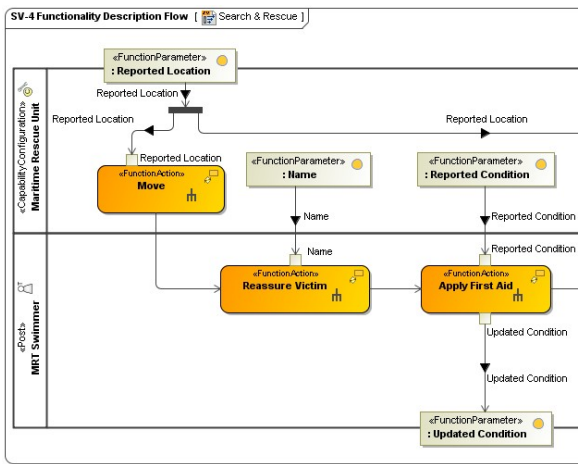 SV-4 Functionality Description Flow [ Search & Rescue ]
«FunctionParameter»
: Reported Location
Reported Location
Reported Location
Reported Location
Reported Location
«CapabilityConfiguration»
Maritime Rescue Unit
«FunctionAction»
Move
«FunctionParameter»
: Name
«FunctionParameter»
: Reported Condition
Name
Reported Condition
Name
Reported Condition
«Post»
MRT Swimmer
«FunctionAction»
Reassure Victim
«FunctionAction»
Apply First Aid
Updated Condition
Updated Condition
«FunctionParameter»
: Updated Condition